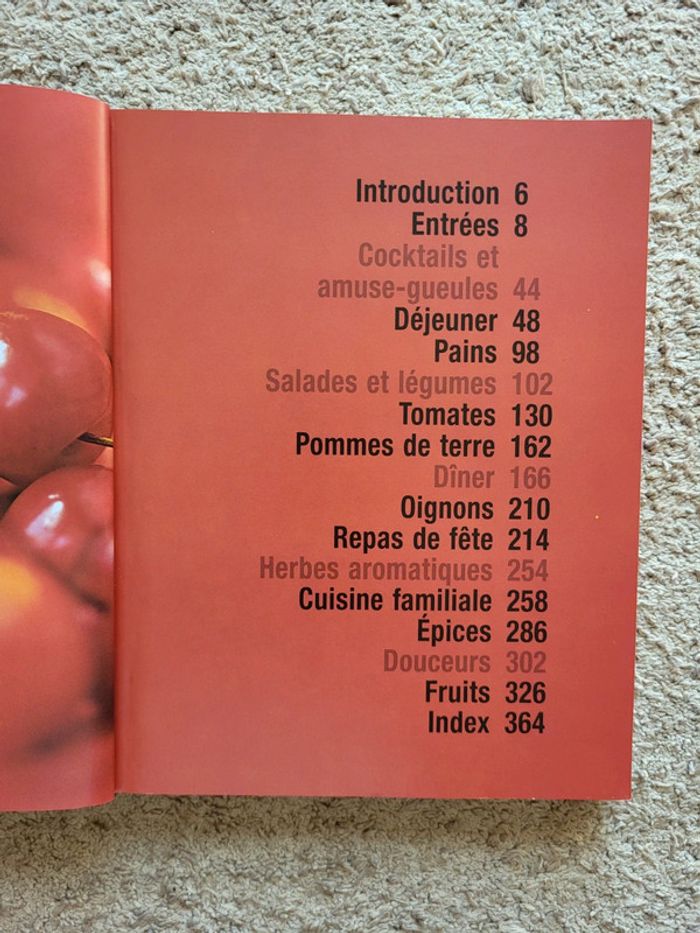 Introduction 6
Entrées 8
Cocktails et
amuse-gueules 44
Déjeuner 48
Pains 98
Salades et légumes 102
Tomates 130
Pommes de terre 162
Dîner 166
Oignons 210
Repas de fête 214
Herbes aromatiques 254
Cuisine familiale 258
Épices 286
Douceurs 302
Fruits 326
Index 364